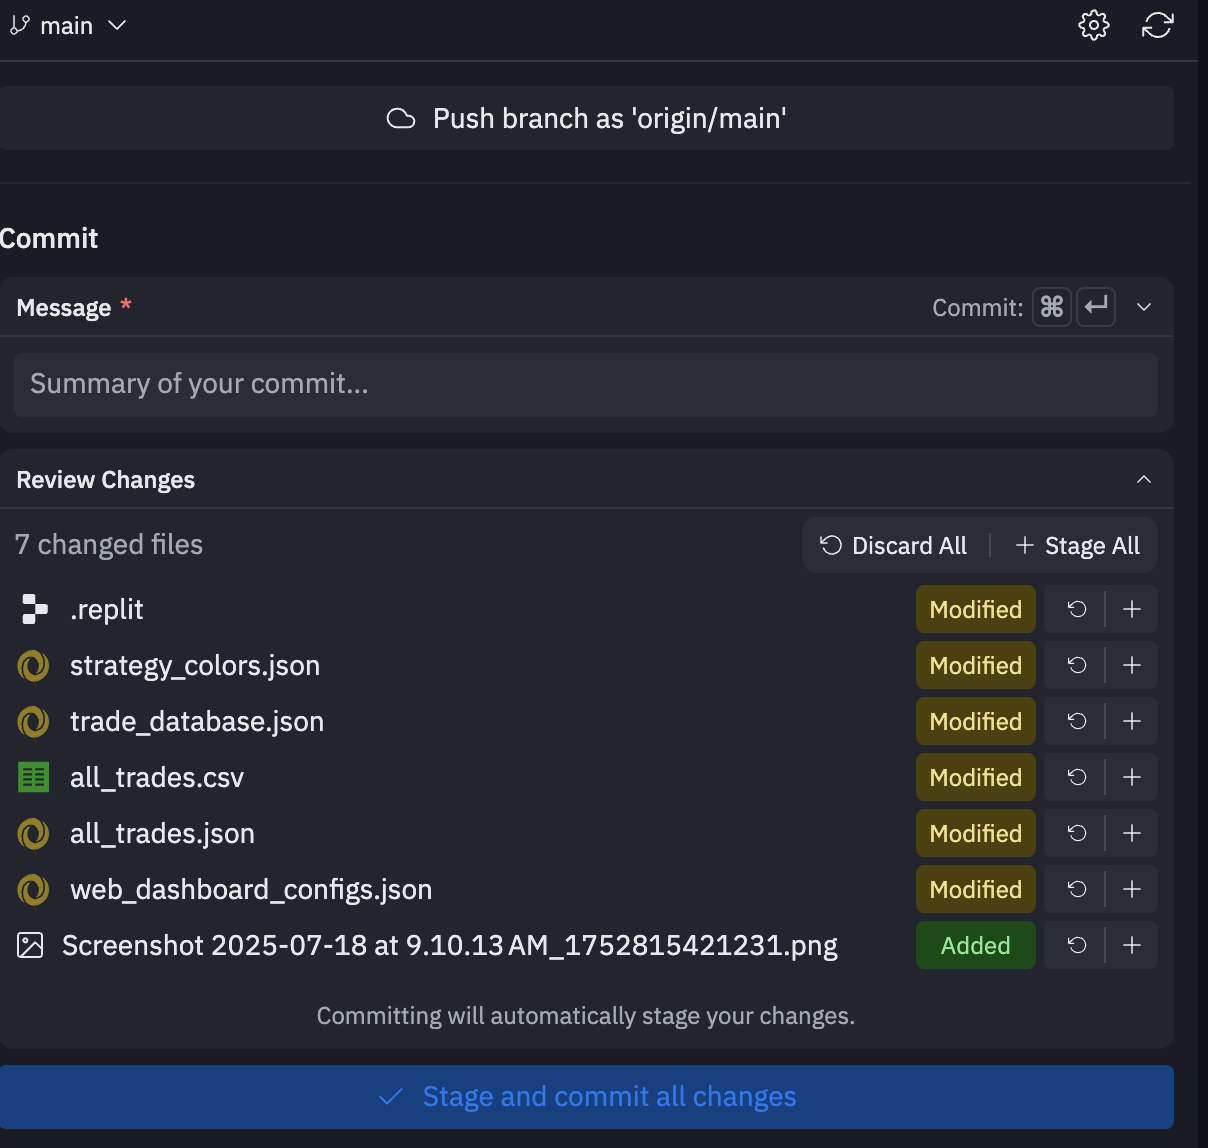 main
Push branch as 'origin/main'
Commit
Message *
Commit: ⌘ ↵
Summary of your commit...
Review Changes
7 changed files
Discard All
+ Stage All
.replit Modified
strategy_colors.json Modified
trade_database.json Modified
all_trades.csv Modified
all_trades.json Modified
web_dashboard_configs.json Modified
Screenshot 2025-07-18 at 9.10.13 AM_1752815421231.png Added
Committing will automatically stage your changes.
Stage and commit all changes